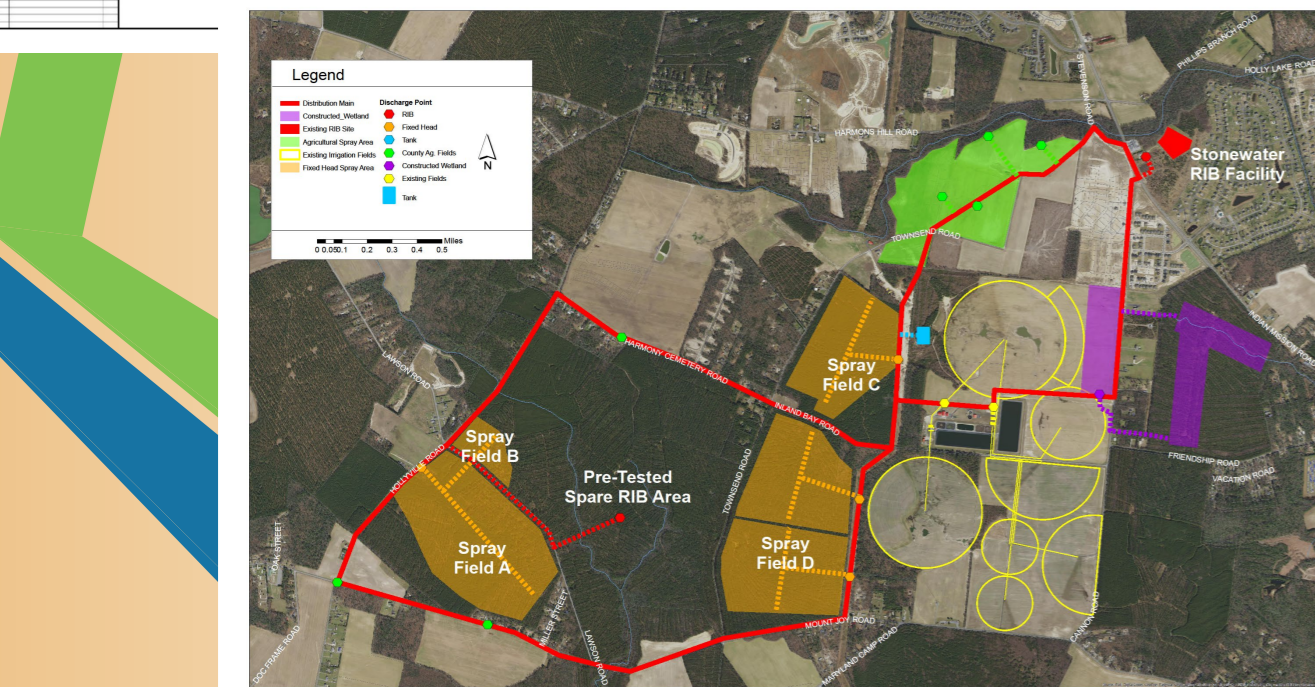 Legend
Distribution Main
Constructed_Wetland
Existing RIB Site
Agricultural Spray Area
Existing Irrigation Fields
Fixed Head Spray Area
Discharge Point
RIB
Fixed Head
Tank
County Ag. Fields
Constructed Wetland
Existing Fields
Tank
N
Miles
0 0.050.1 0.2 0.3 0.4 0.5
STEVENSON ROAD
PHILLIPS BRANCH ROAD
HOLLY LAKE ROAD
HARMONS HILL ROAD
Stonewater
RIB Facility
TOWNSEND ROAD
INDIAN MISSION ROAD
LAWSON ROAD
HARMONY CEMETERY ROAD
Spray
Field C
INLAND BAY ROAD
Spray
Field B
HOLLYVILLE ROAD
Pre-Tested
Spare RIB Area
TOWNSEND ROAD
FRIENDSHIP ROAD
VACATION ROAD
OAK STREET
Spray
Field A
Spray
Field D
MILLER STREET
LAWSON ROAD
MOUNT JOY ROAD
CANNON ROAD
DOC FRAME ROAD
MARYLAND CAMP ROAD